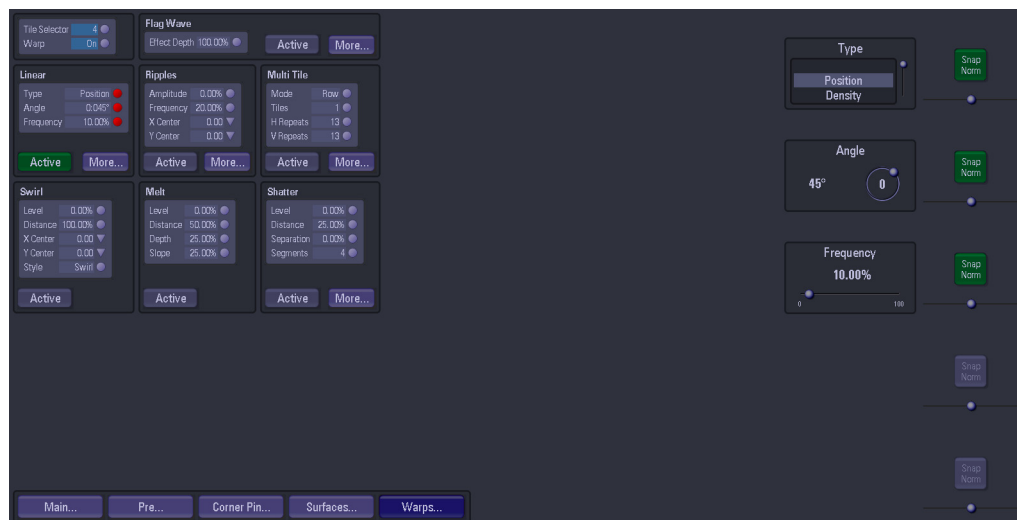 Tile Selector 4
Warp On
Flag Wave
Effect Depth 100.00%
Active More...
Linear
Type Position
Angle 0:045°
Frequency 10.00%
Active More...
Ripples
Amplitude 0.00%
Frequency 20.00%
X Center 0.00
Y Center 0.00
Active More...
Multi Tile
Mode Row
Tiles 1
H Repeats 13
V Repeats 13
Active More...
Swirl
Level 0.00%
Distance 100.00%
X Center 0.00
Y Center 0.00
Style Swirl
Active
Melt
Level 0.00%
Distance 50.00%
Depth 25.00%
Slope 25.00%
Active
Shatter
Level 0.00%
Distance 25.00%
Separation 0.00%
Segments 4
Active More...
Type
Position
Density
Snap
Norm
Angle
45° 0
Snap
Norm
Frequency
10.00%
0 100
Snap
Norm
Snap
Norm
Snap
Norm
Main... Pre... Corner Pin... Surfaces... Warps...